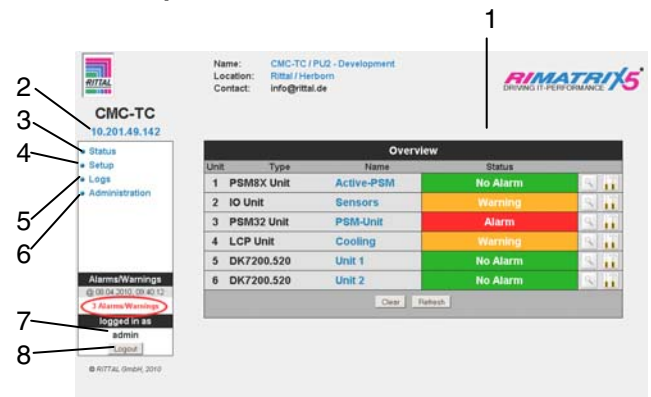 1
RITTAL
Name: CMC-TC / PU2 - Development
Location: Rittal / Herborn
Contact: info@rittal.de
RIMATRIX5
DRIVING IT-PERFORMANCE
2
CMC-TC
10.201.49.142
3
Status
4
Setup
5
Logs
6
Administration
Overview
Unit Type Name Status
1 PSM8X Unit Active-PSM No Alarm
2 IO Unit Sensors Warning
3 PSM32 Unit PSM-Unit Alarm
4 LCP Unit Cooling Warning
5 DK7200.520 Unit 1 No Alarm
6 DK7200.520 Unit 2 No Alarm
Clear Refresh
Alarms/Warnings
@ 08.04.2010, 09:40:12
3 Alarms/Warnings
logged in as
7
admin
8
Logout
© RITTAL GmbH, 2010